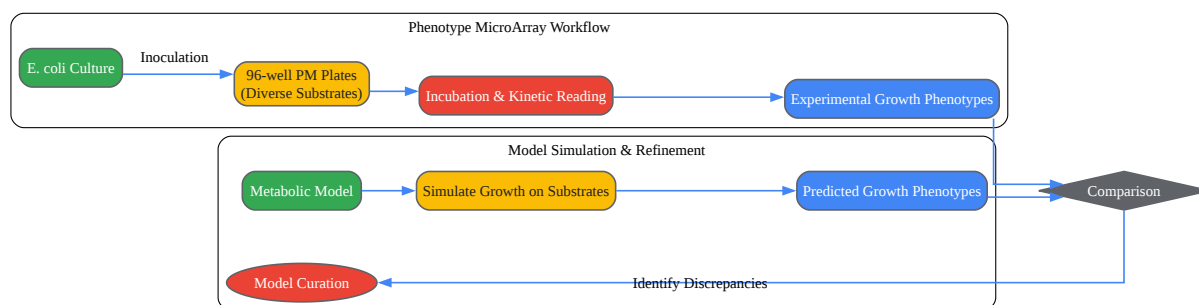 Phenotype MicroArray Workflow
E. coli Culture
Inoculation
96-well PM Plates
(Diverse Substrates)
Incubation & Kinetic Reading
Experimental Growth Phenotypes
Model Simulation & Refinement
Metabolic Model
Simulate Growth on Substrates
Predicted Growth Phenotypes
Comparison
Model Curation
Identify Discrepancies